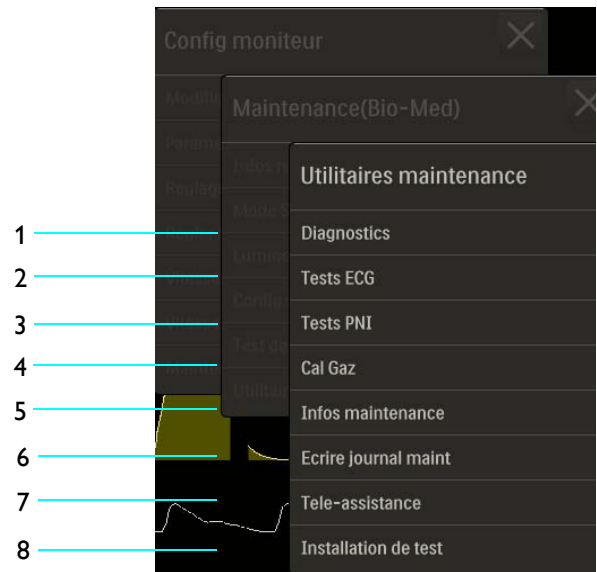 Config moniteur
Maintenance(Bio-Med)
Utilitaires maintenance
1 Diagnostics
2 Tests ECG
3 Tests PNI
4 Cal Gaz
5 Infos maintenance
6 Ecrire journal maint
7 Tele-assistance
8 Installation de test